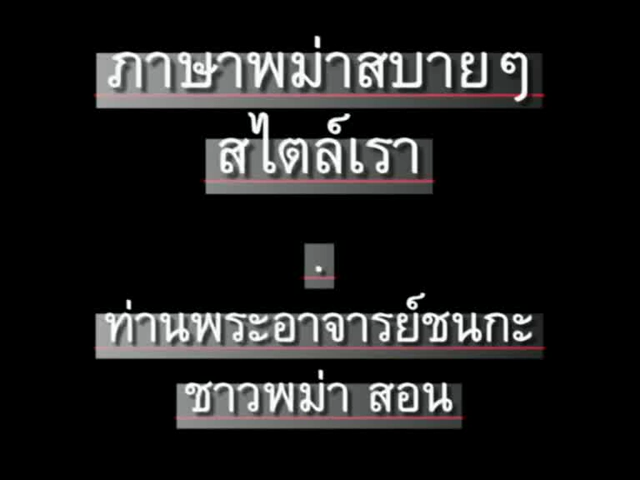 ภาษาพม่าสบายๆ
สไตล์เรา
.
ท่านพระอาจารย์ชนกะ
ชาวพม่า สอน